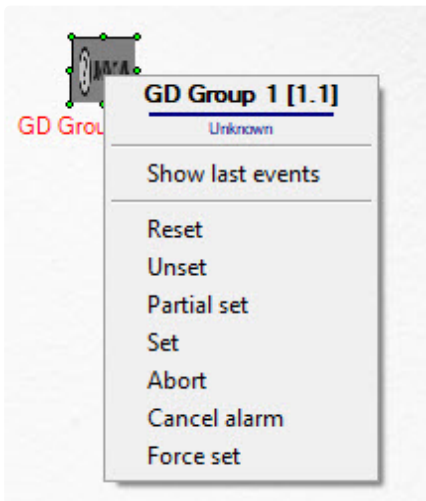 GD Group 1 [1.1]
GD Grou
Unknown
Show last events
Reset
Unset
Partial set
Set
Abort
Cancel alarm
Force set